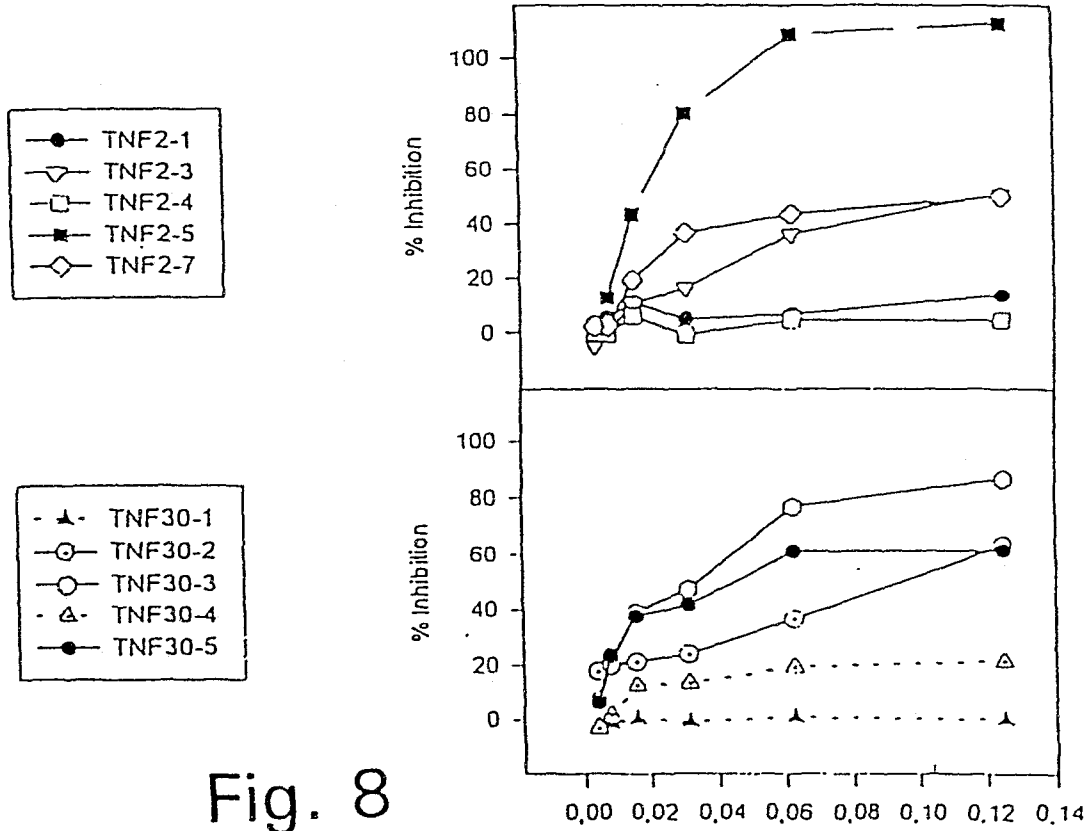 TNF2-1
TNF2-3
TNF2-4
TNF2-5
TNF2-7
% Inhibition
100
80
60
40
20
0
TNF30-1
TNF30-2
TNF30-3
TNF30-4
TNF30-5
% Inhibition
100
80
60
40
20
0
0,00 0,02 0,04 0,06 0,08 0,10 0,12 0,14
Fig. 8